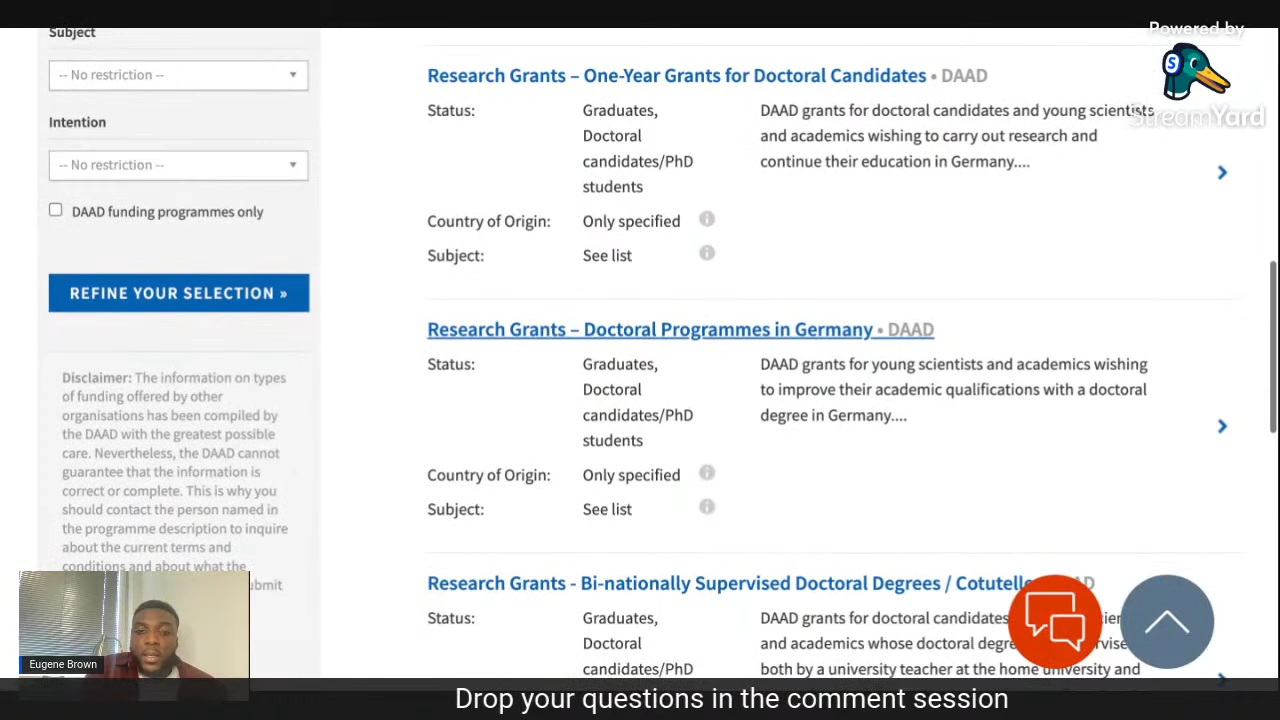 Powered by
StreamYard
Subject
-- No restriction --
Intention
-- No restriction --
DAAD funding programmes only
REFINE YOUR SELECTION »
Disclaimer: The information on types
of funding offered by other
organisations has been compiled by
the DAAD with the greatest possible
care. Nevertheless, the DAAD cannot
guarantee that the information is
correct or complete. This is why you
should contact the person named in
the programme description to inquire
about the current terms and
conditions and about what the
Research Grants – One-Year Grants for Doctoral Candidates • DAAD
Status:
Graduates,
Doctoral
candidates/PhD
students
DAAD grants for doctoral candidates and young scientists
and academics wishing to carry out research and
continue their education in Germany....
Country of Origin:
Only specified
Subject:
See list
Research Grants – Doctoral Programmes in Germany • DAAD
Status:
Graduates,
Doctoral
candidates/PhD
students
DAAD grants for young scientists and academics wishing
to improve their academic qualifications with a doctoral
degree in Germany....
Country of Origin:
Only specified
Subject:
See list
Research Grants - Bi-nationally Supervised Doctoral Degrees / Cotutelle
Status:
Graduates,
Doctoral
candidates/PhD
DAAD grants for doctoral candidates
and academics whose doctoral
both by a university teacher at the home university and
Eugene Brown
Drop your questions in the comment session